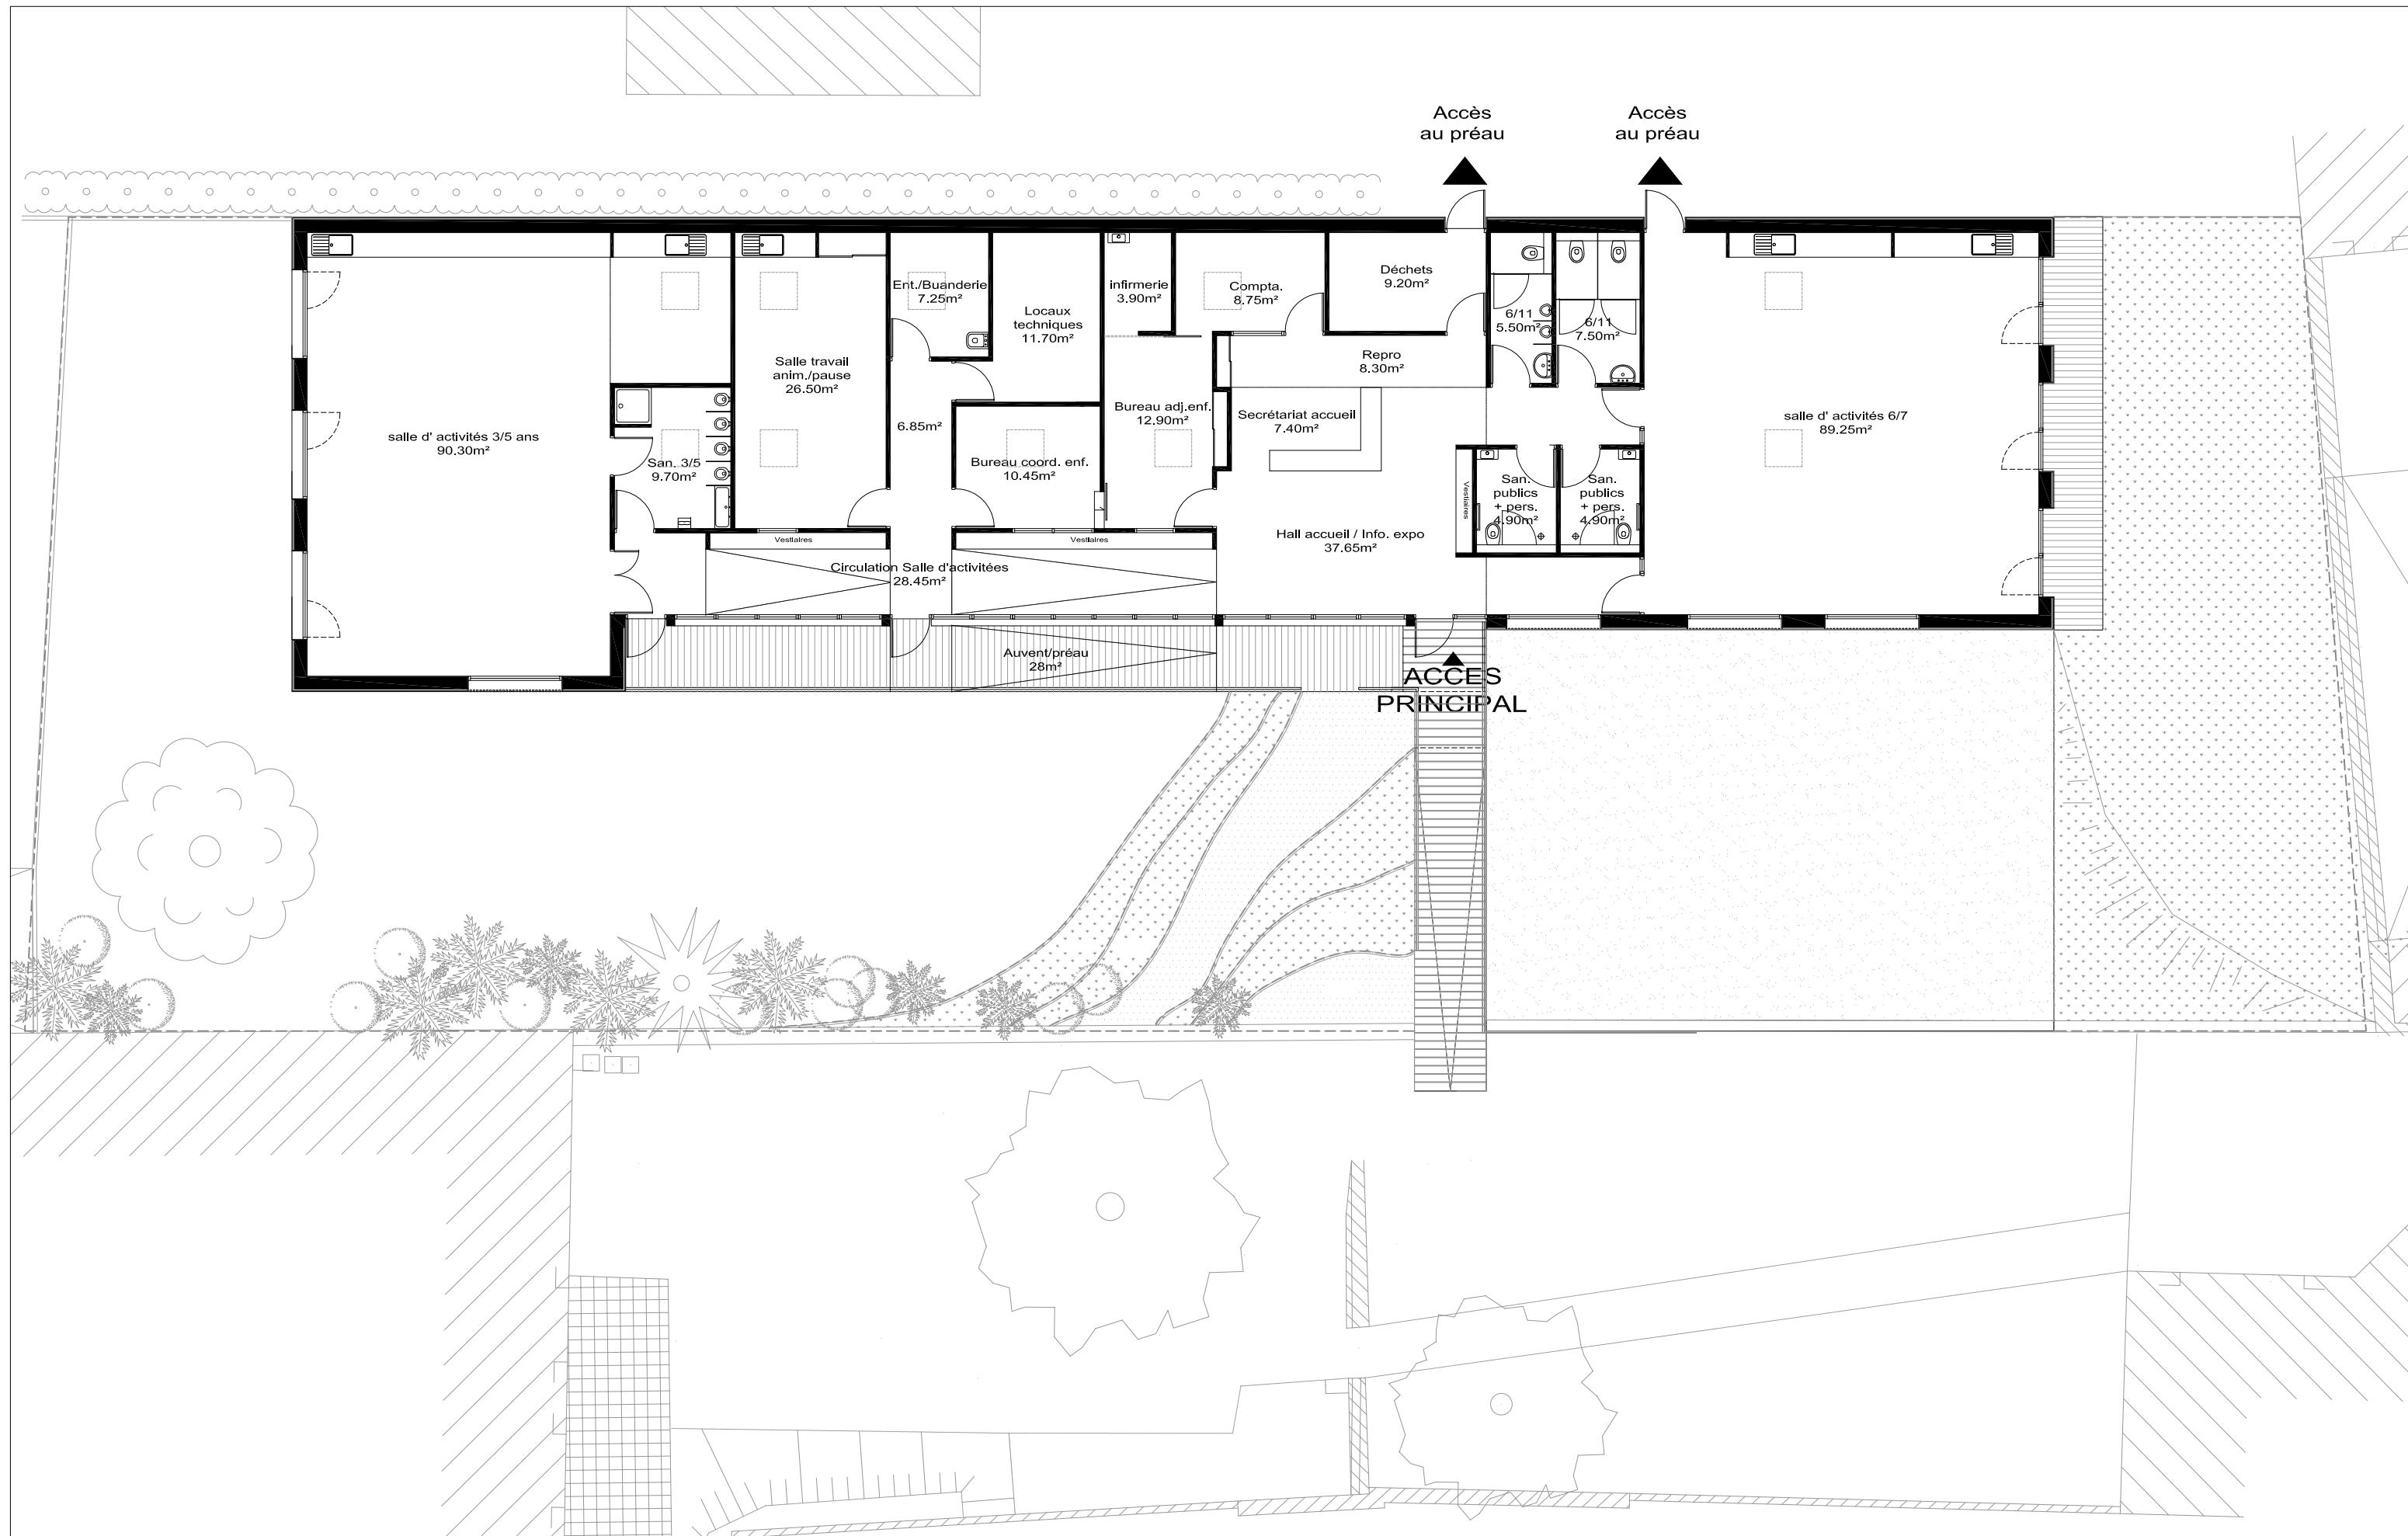 Accès
au préau
Accès
au préau
Ent./Buanderie
7.25m²
infirmerie
3.90m²
Compta.
8.75m²
Déchets
9.20m²
Locaux
techniques
11.70m²
6/11
5.50m²
6/11
7.50m²
Salle travail
anim./pause
26.50m²
Repro
8.30m²
Bureau adj.enf.
12.90m²
Secrétariat accueil
7.40m²
salle d' activités 6/7
89.25m²
6.85m²
salle d' activités 3/5 ans
90.30m²
San. 3/5
9.70m²
Bureau coord. enf.
10.45m²
Vestiaires
San.
publics
+ pers.
4.90m²
San.
publics
+ pers.
4.90m²
Vestiaires
Vestiaires
Hall accueil / Info. expo
37.65m²
Circulation Salle d'activitées
28.45m²
Auvent/préau
28m²
ACCES
PRINCIPAL